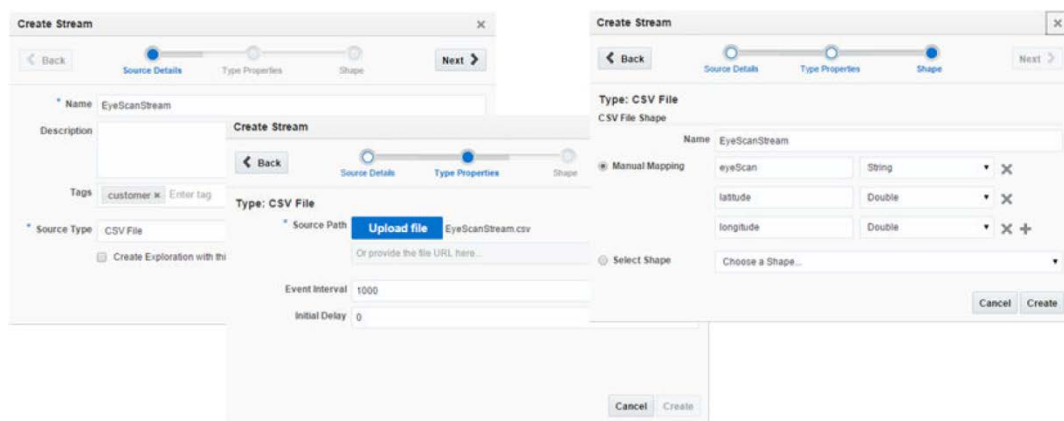 Create Stream
Back
Source Details
Type Properties
Shape
Next
* Name EyeScanStream
Description
Tags customer Enter tag
* Source Type CSV File
Create Exploration with thi
Create Stream
Back
Source Details
Type Properties
Shape
Type: CSV File
* Source Path Upload file EyeScanStream.csv
Or provide the file URL here...
Event Interval 1000
Initial Delay 0
Cancel Create
Create Stream
Back
Source Details
Type Properties
Shape
Next
Type: CSV File
CSV File Shape
Name EyeScanStream
Manual Mapping eyeScan String
latitude Double
longitude Double
Select Shape Choose a Shape...
Cancel Create